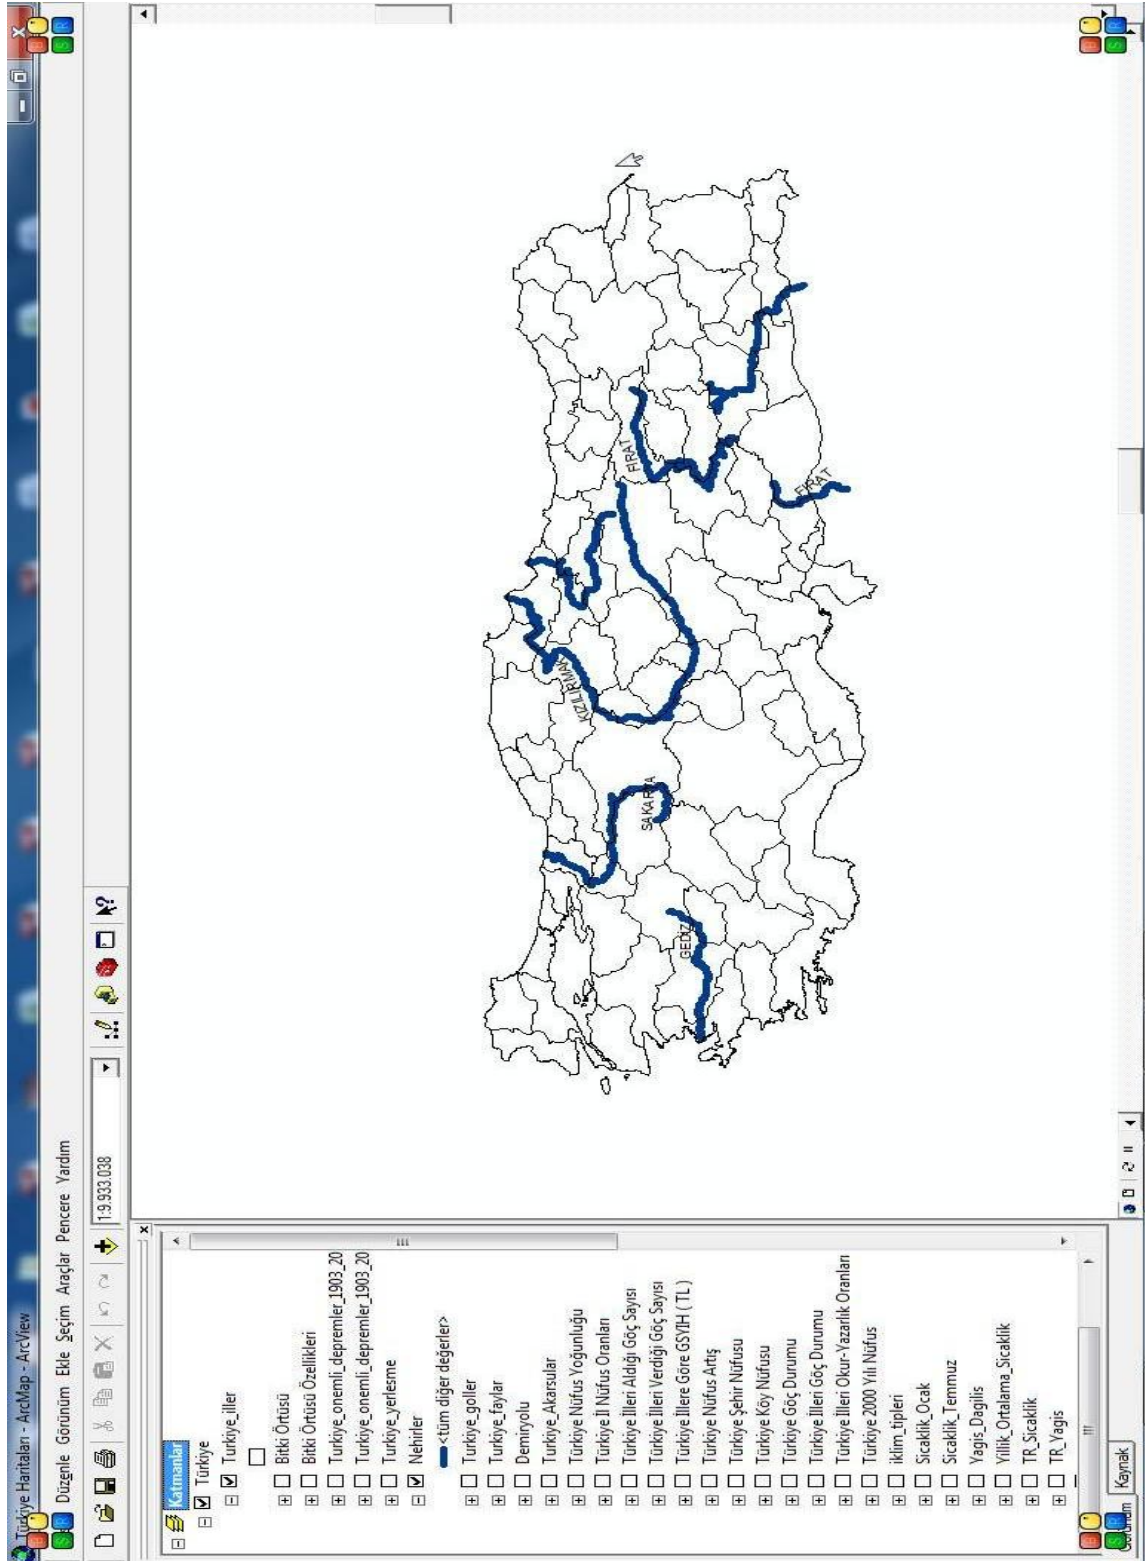 Türkiye Haritaları - ArcMap - ArcView
Düzenle Görünüm Ekle Seçim Araçlar Pencere Yardım
1:9.933.038
Katmanlar
Türkiye
Turkiye_iller
Bitki Örtüsü
Bitki Örtüsü Özellikleri
Turkiye_onemli_depremler_1903_20
Turkiye_onemli_depremler_1903_20
Turkiye_yerlesme
Nehirler
<tüm diğer değerler>
Turkiye_goller
Turkiye_faylar
Demiryolu
Türkiye_Akarsular
Türkiye Nüfus Yoğunluğu
Türkiye İl Nüfus Oranları
Türkiye İlleri Aldığı Göç Sayısı
Türkiye İlleri Verdiği Göç Sayısı
Türkiye İllere Göre GSYİH ( TL )
Türkiye Nüfus Artış
Türkiye Şehir Nüfusu
Türkiye Köy Nüfusu
Türkiye Göç Durumu
Türkiye İlleri Göç Durumu
Türkiye İlleri Okur-Yazarlık Oranları
Türkiye 2000 Yılı Nüfus
iklim_tipleri
Sicaklik_Ocak
Sicaklik_Temmuz
Yagis_Dagilis
Yillik_Ortalama_Sicaklik
TR_Sicaklik
TR_Yagis
Görünüm Kaynak
KIZILIRMAK
FIRAT
SAKARYA
GEDİZ
FIRAT
B R
S R
B R
S R
B R
S R
B R
S R